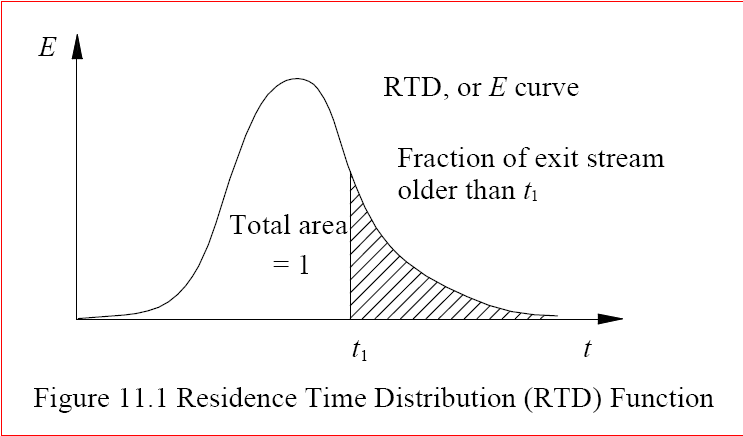 E
RTD, or E curve
Fraction of exit stream
older than t₁
Total area
= 1
t₁
t
Figure 11.1 Residence Time Distribution (RTD) Function